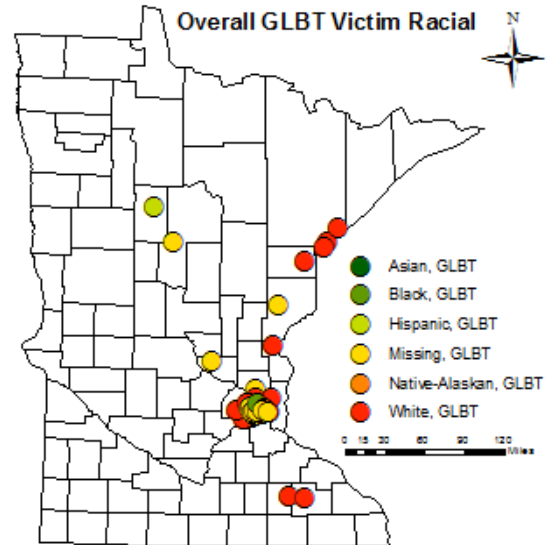 Overall GLBT Victim Racial
N
Asian, GLBT
Black, GLBT
Hispanic, GLBT
Missing, GLBT
Native-Alaskan, GLBT
White, GLBT
0 15 30 60 90 120
Miles